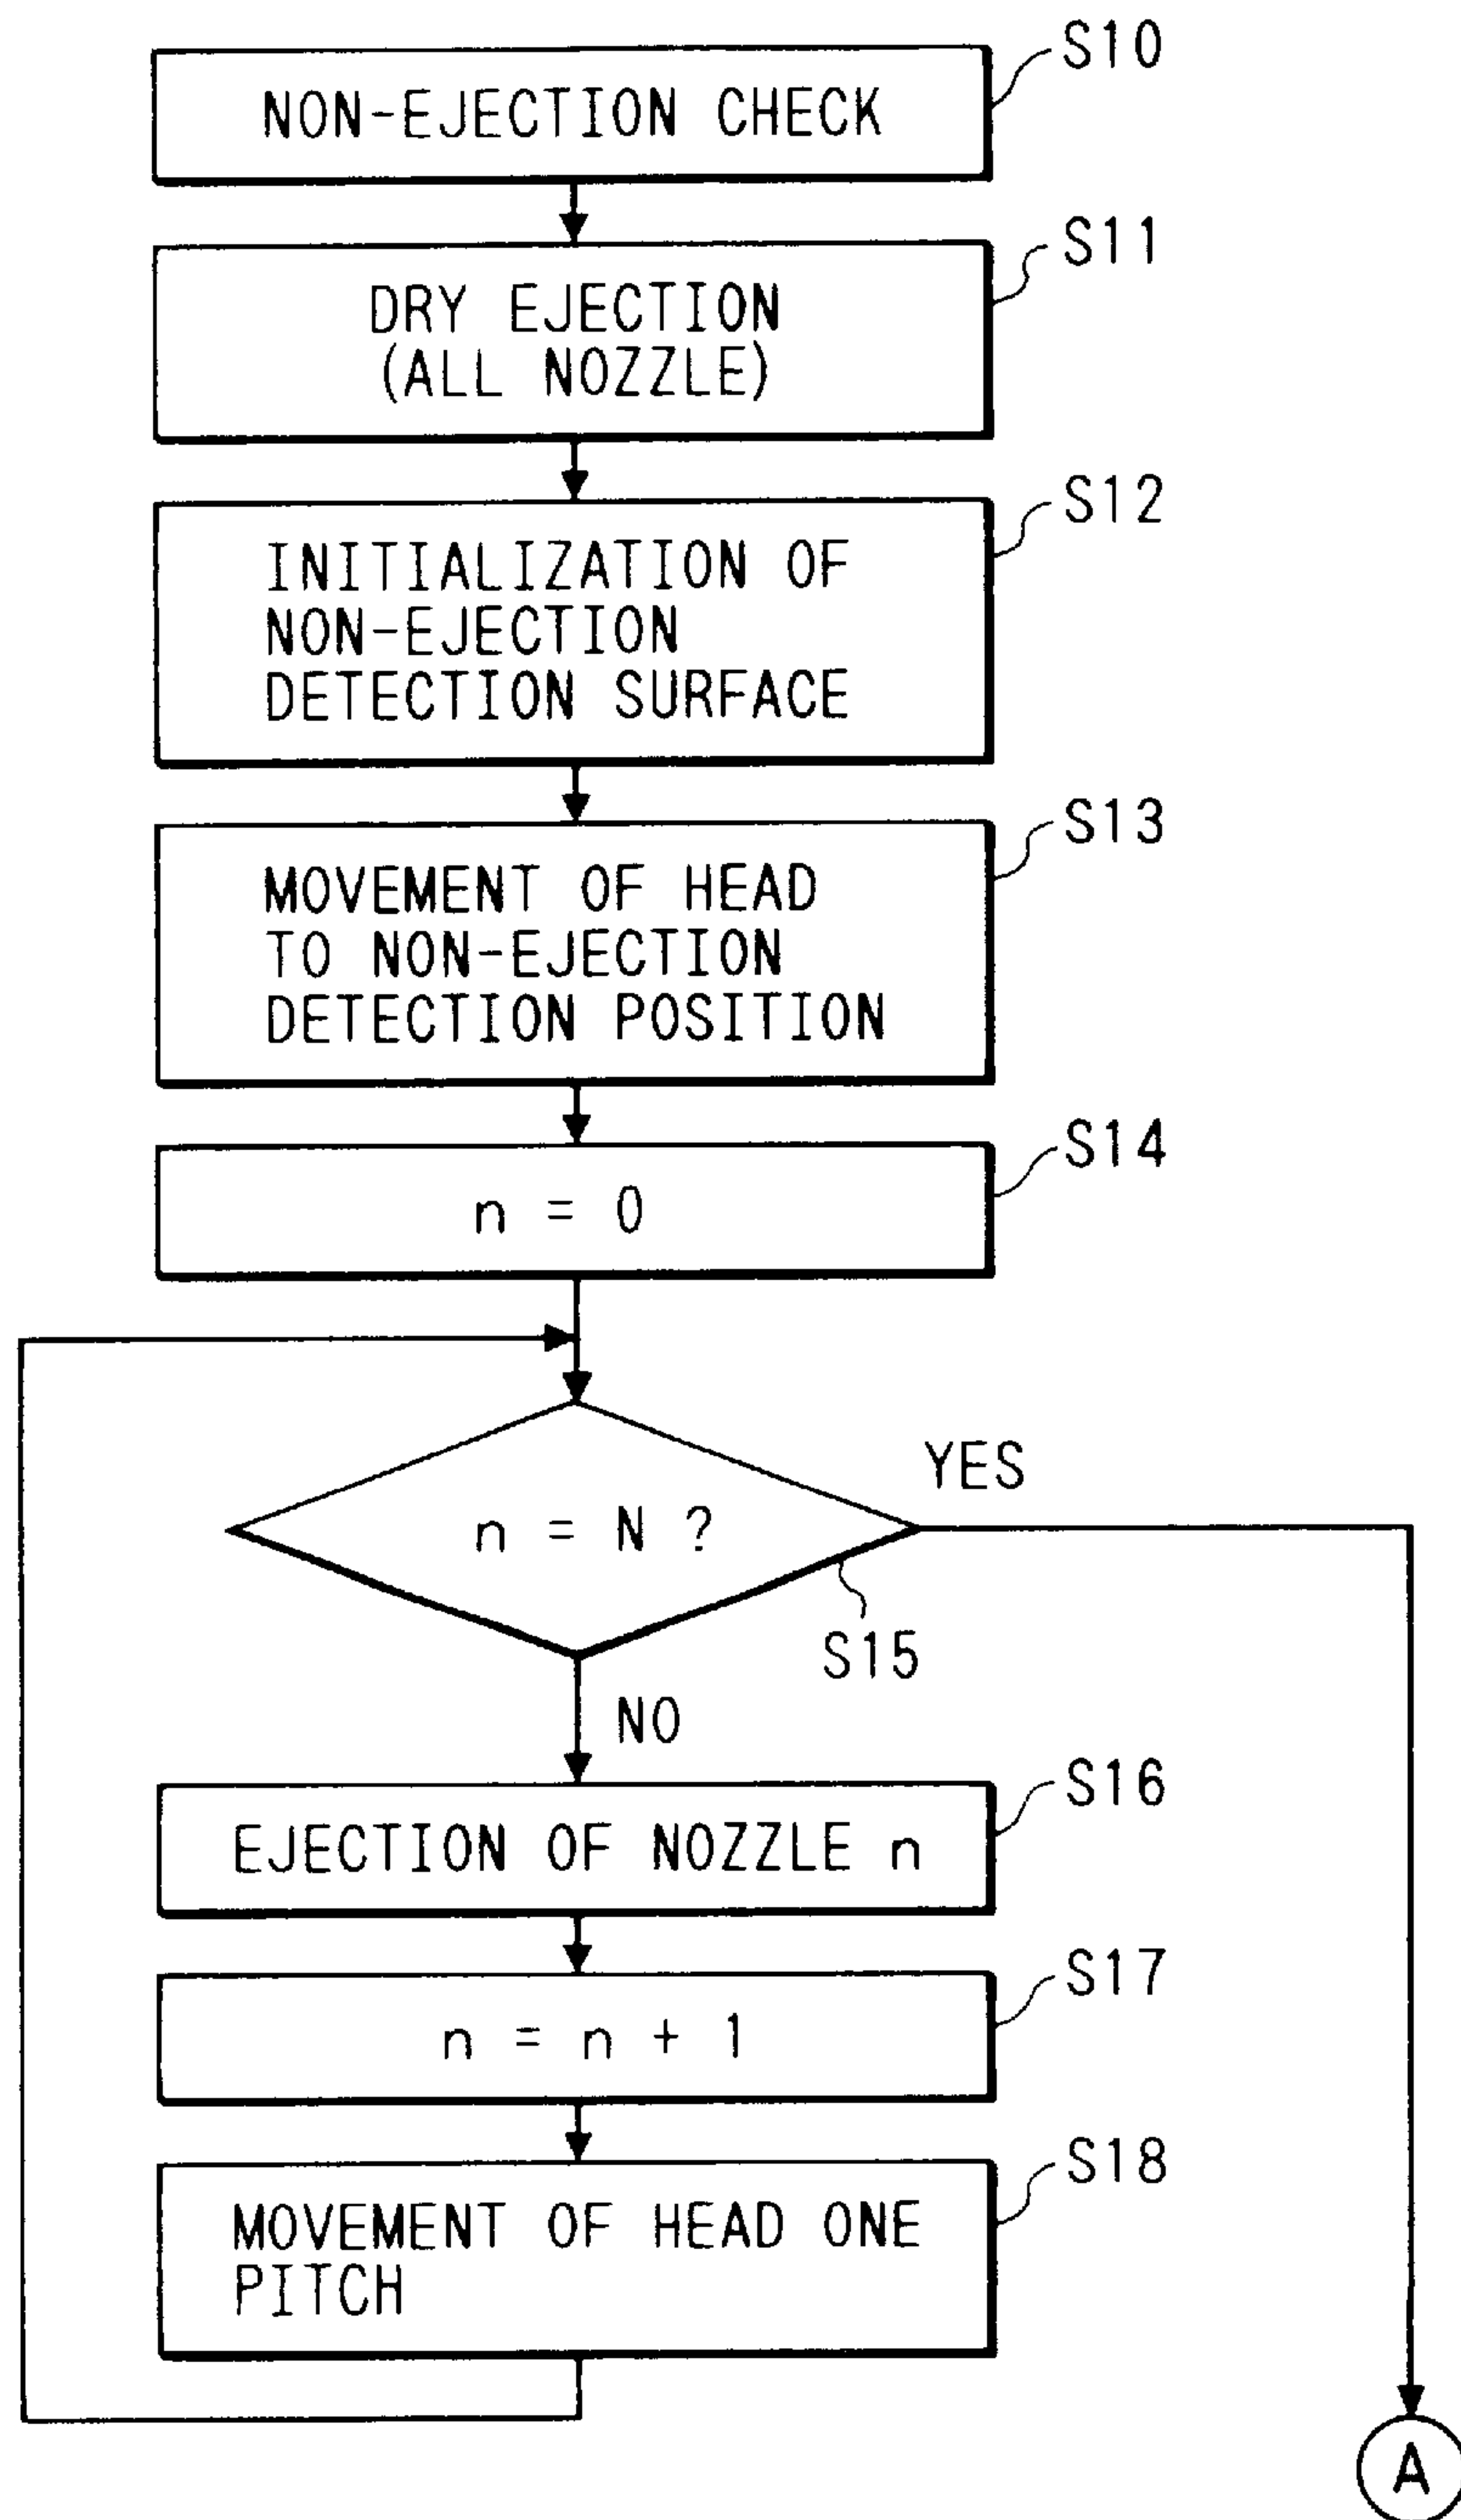 S10
NON-EJECTION CHECK
S11
DRY EJECTION
(ALL NOZZLE)
S12
INITIALIZATION OF
NON-EJECTION
DETECTION SURFACE
S13
MOVEMENT OF HEAD
TO NON-EJECTION
DETECTION POSITION
S14
n = 0
YES
n = N ?
S15
NO
S16
EJECTION OF NOZZLE n
S17
n = n + 1
S18
MOVEMENT OF HEAD ONE
PITCH
A